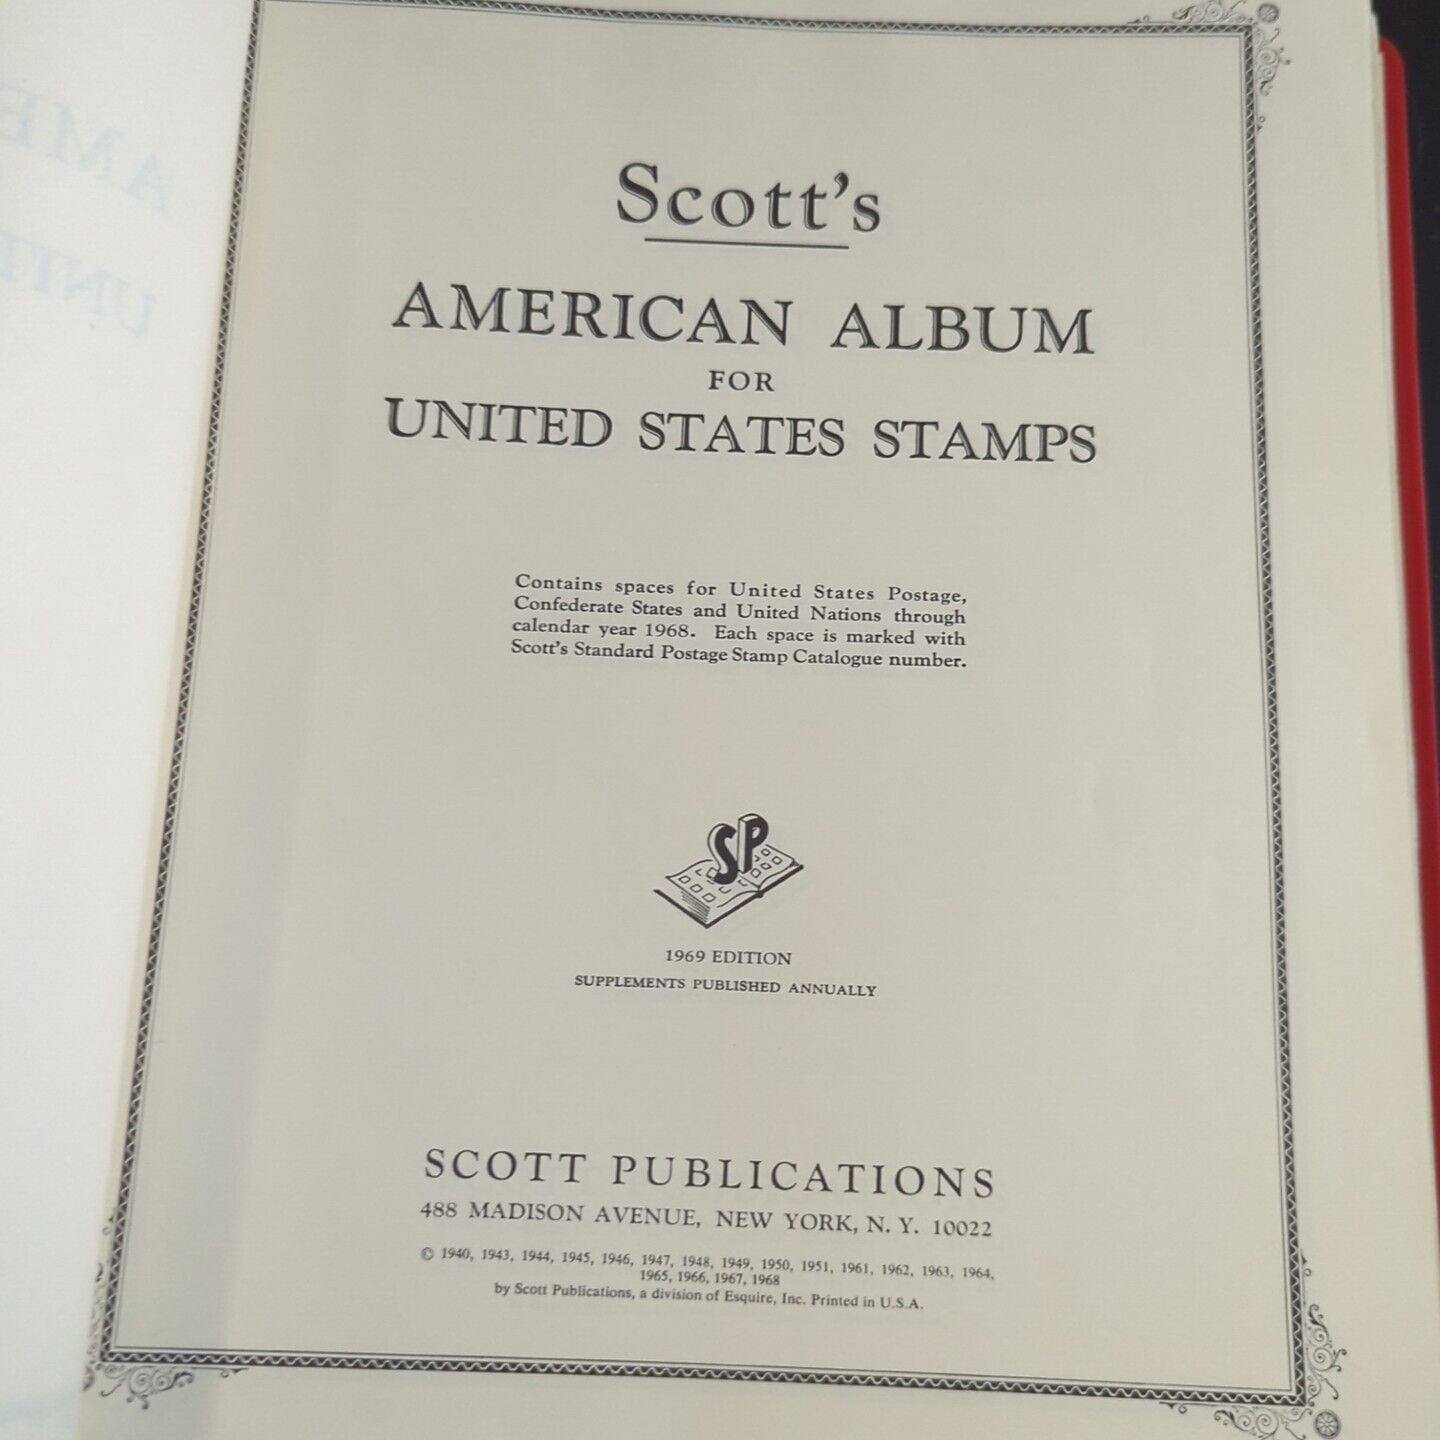 Scott's
AMERICAN ALBUM
FOR
UNITED STATES STAMPS
Contains spaces for United States Postage,
Confederate States and United Nations through
calendar year 1968. Each space is marked with
Scott's Standard Postage Stamp Catalogue number.
SP
1969 EDITION
SUPPLEMENTS PUBLISHED ANNUALLY
SCOTT PUBLICATIONS
488 MADISON AVENUE, NEW YORK, N. Y. 10022
© 1940, 1943, 1944, 1945, 1946, 1947, 1948, 1949, 1950, 1951, 1961, 1962, 1963, 1964,
1965, 1966, 1967, 1968
by Scott Publications, a division of Esquire, Inc. Printed in U.S.A.